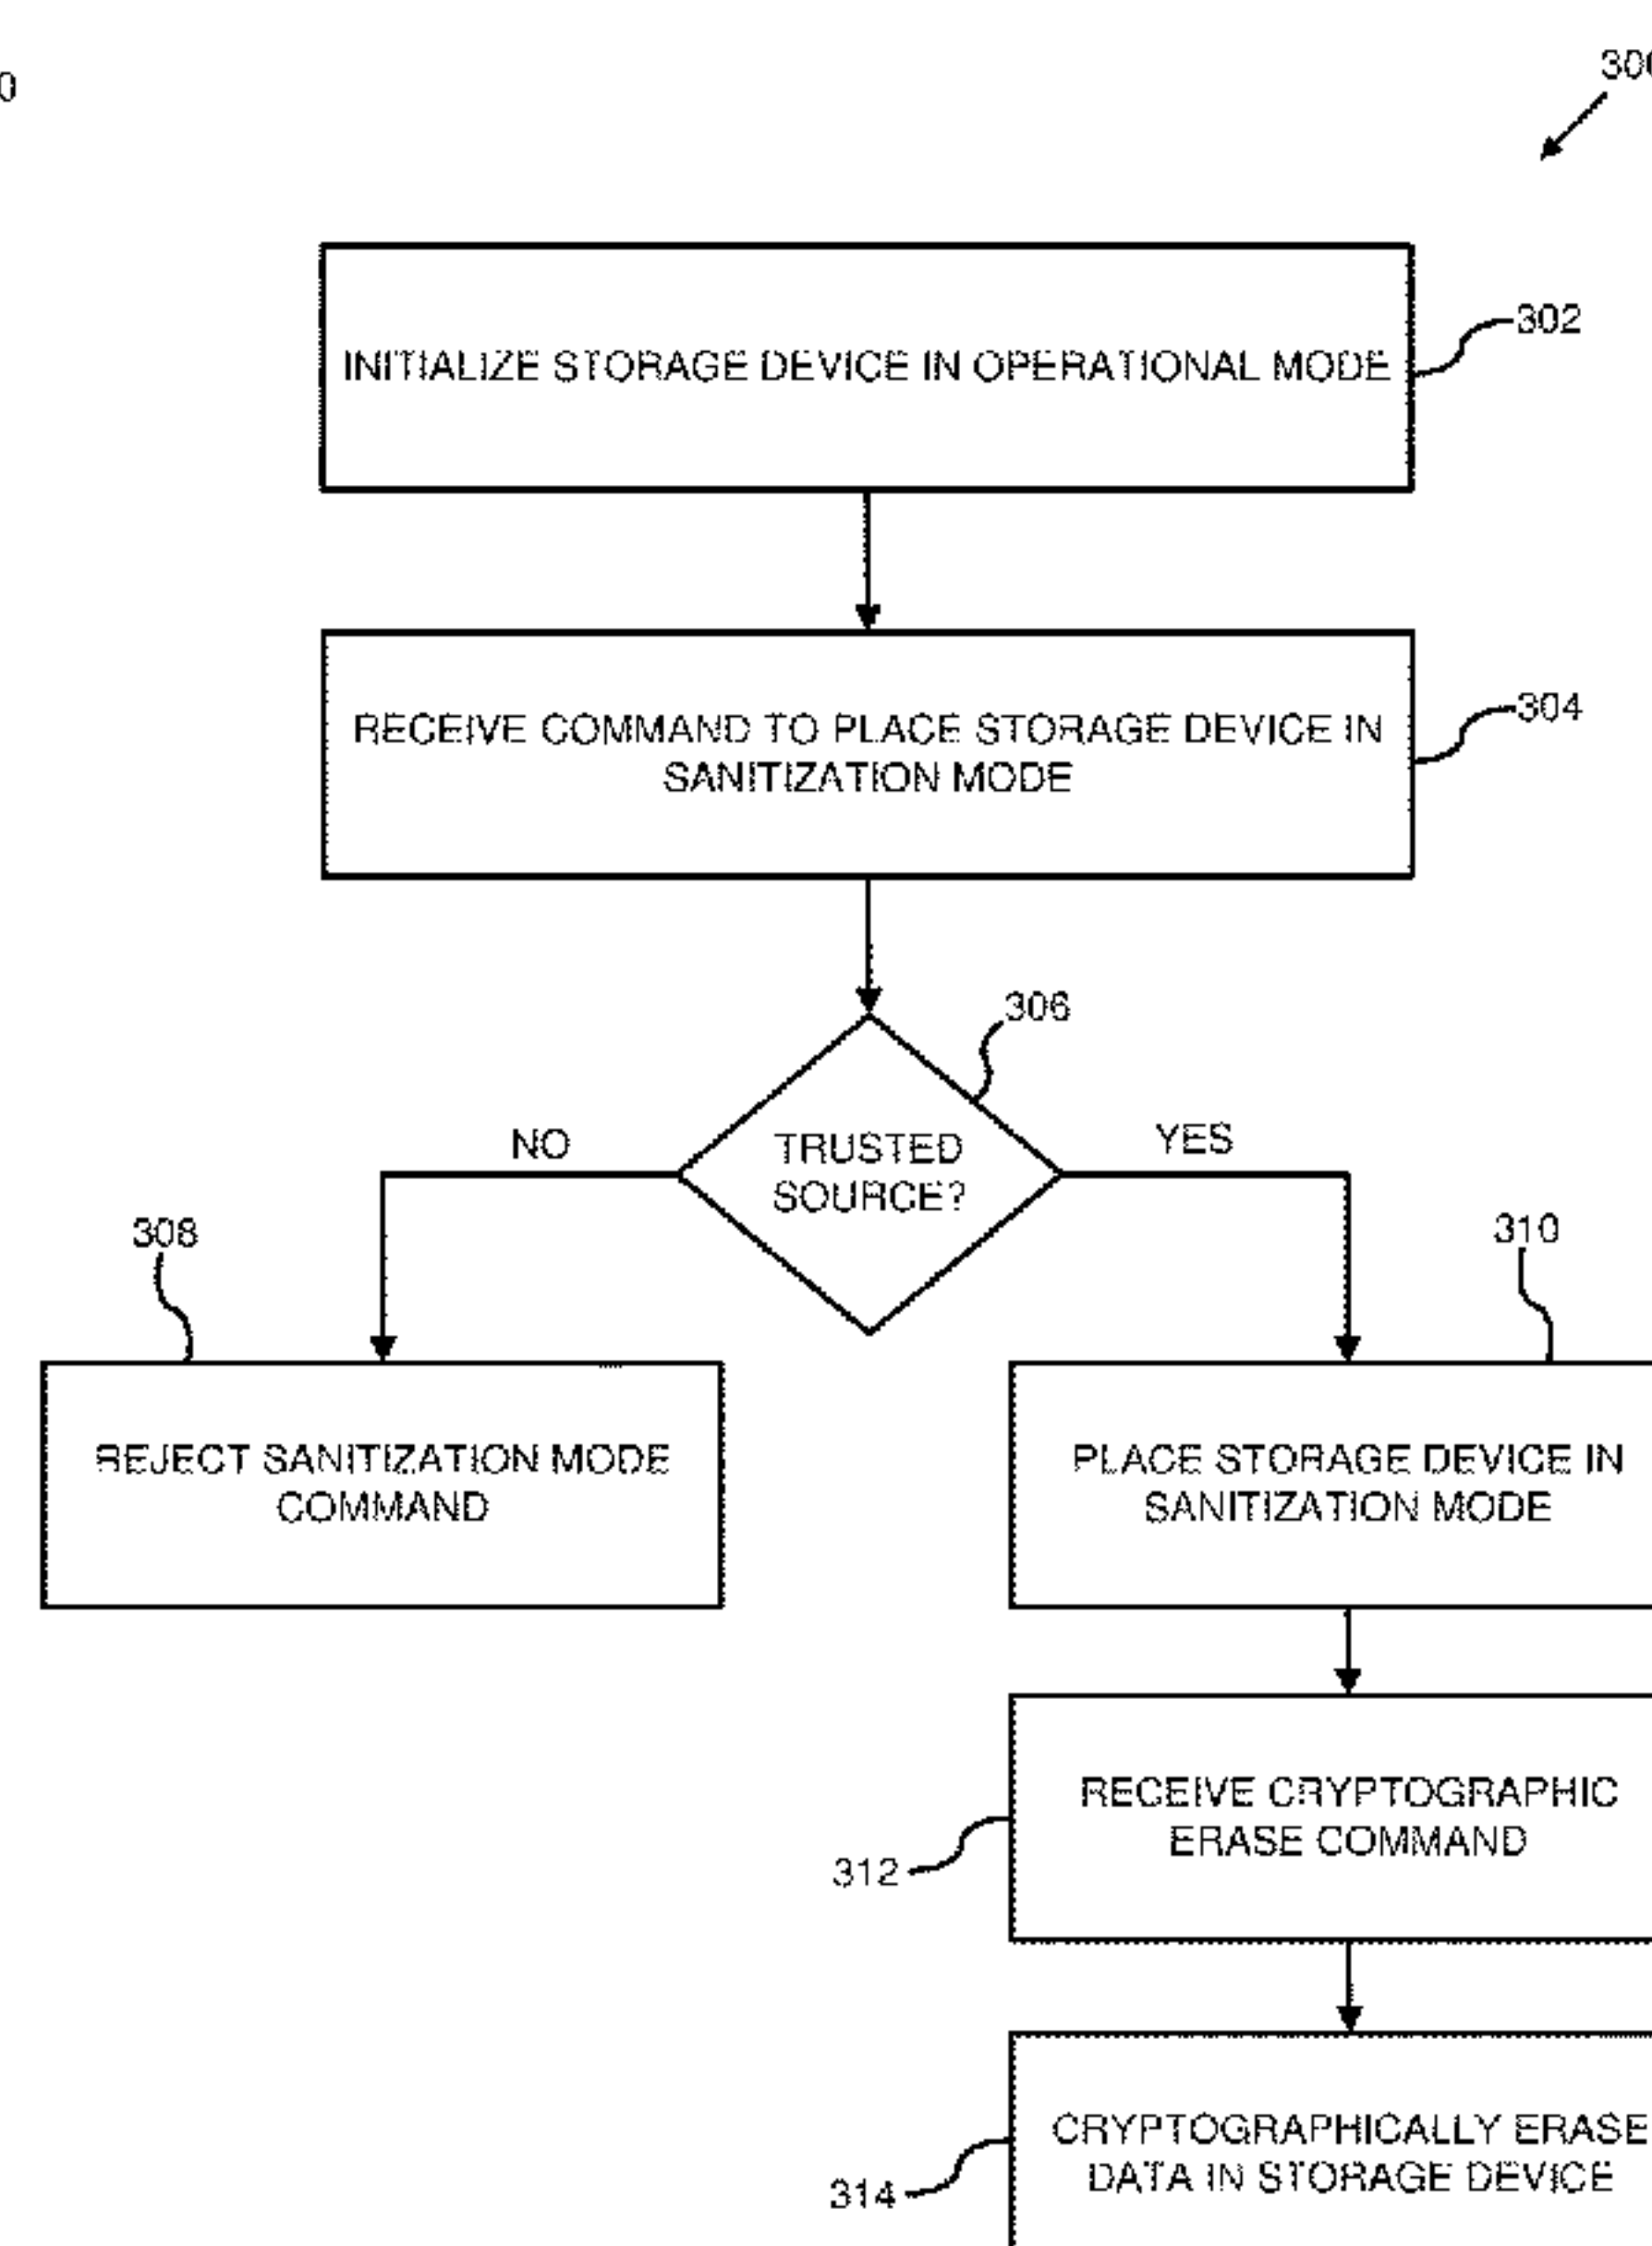 0
300
INITIALIZE STORAGE DEVICE IN OPERATIONAL MODE
302
RECEIVE COMMAND TO PLACE STORAGE DEVICE IN
SANITIZATION MODE
304
306
TRUSTED
SOURCE?
NO
YES
308
310
REJECT SANITIZATION MODE
COMMAND
PLACE STORAGE DEVICE IN
SANITIZATION MODE
RECEIVE CRYPTOGRAPHIC
ERASE COMMAND
312
CRYPTOGRAPHICALLY ERASE
DATA IN STORAGE DEVICE
314